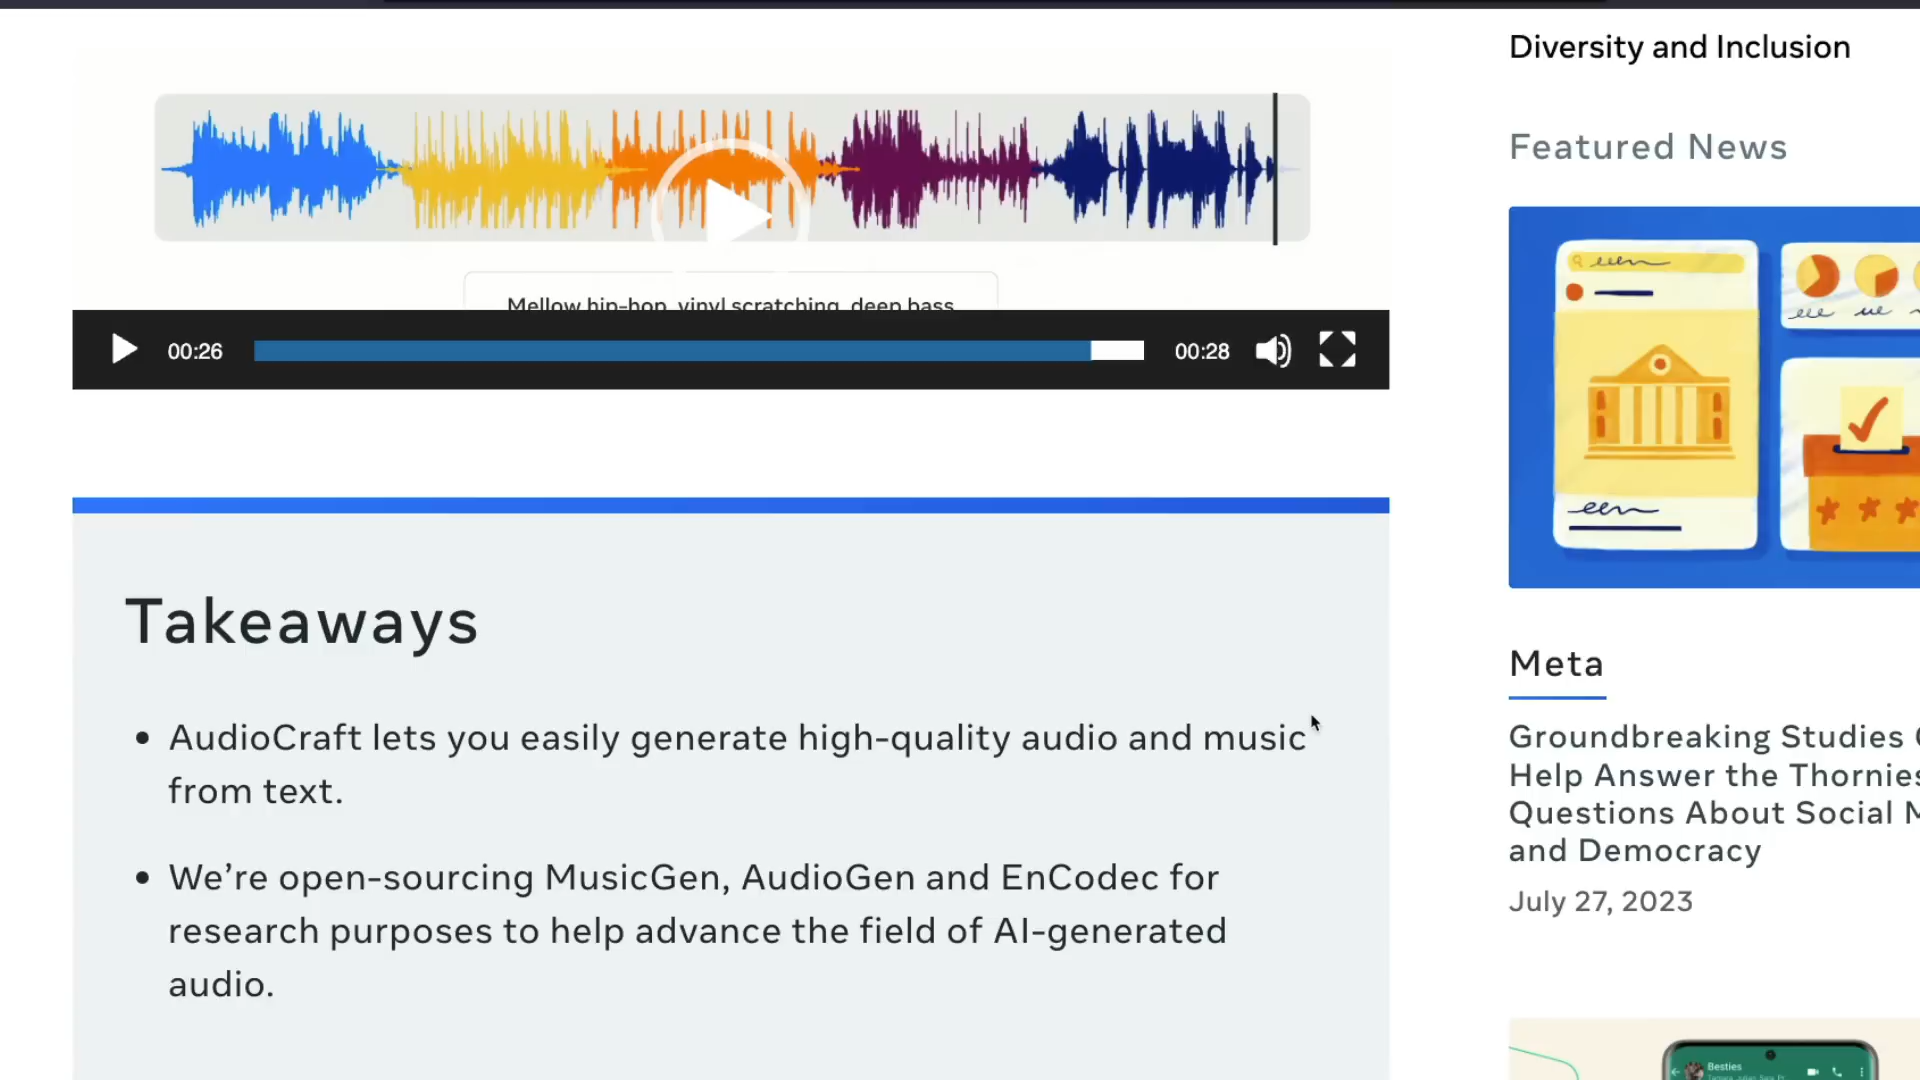 Mellow hip-hop, vinyl scratching, deep bass
00:26
00:28
Takeaways
• AudioCraft lets you easily generate high-quality audio and music
from text.
• We’re open-sourcing MusicGen, AudioGen and EnCodec for
research purposes to help advance the field of AI-generated
audio.
Diversity and Inclusion
Featured News
Meta
Groundbreaking Studies
Help Answer the
Questions About Social
and Democracy
July 27, 2023
Besties